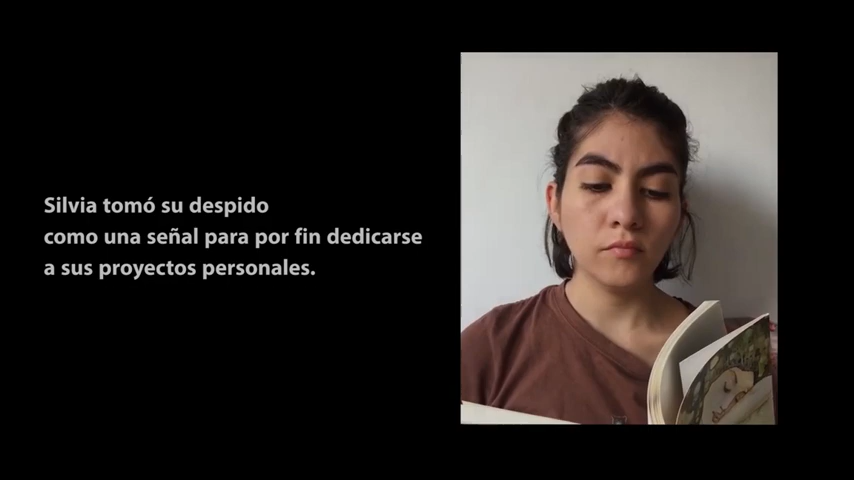 Silvia tomó su despido
como una señal para por fin dedicarse
a sus proyectos personales.